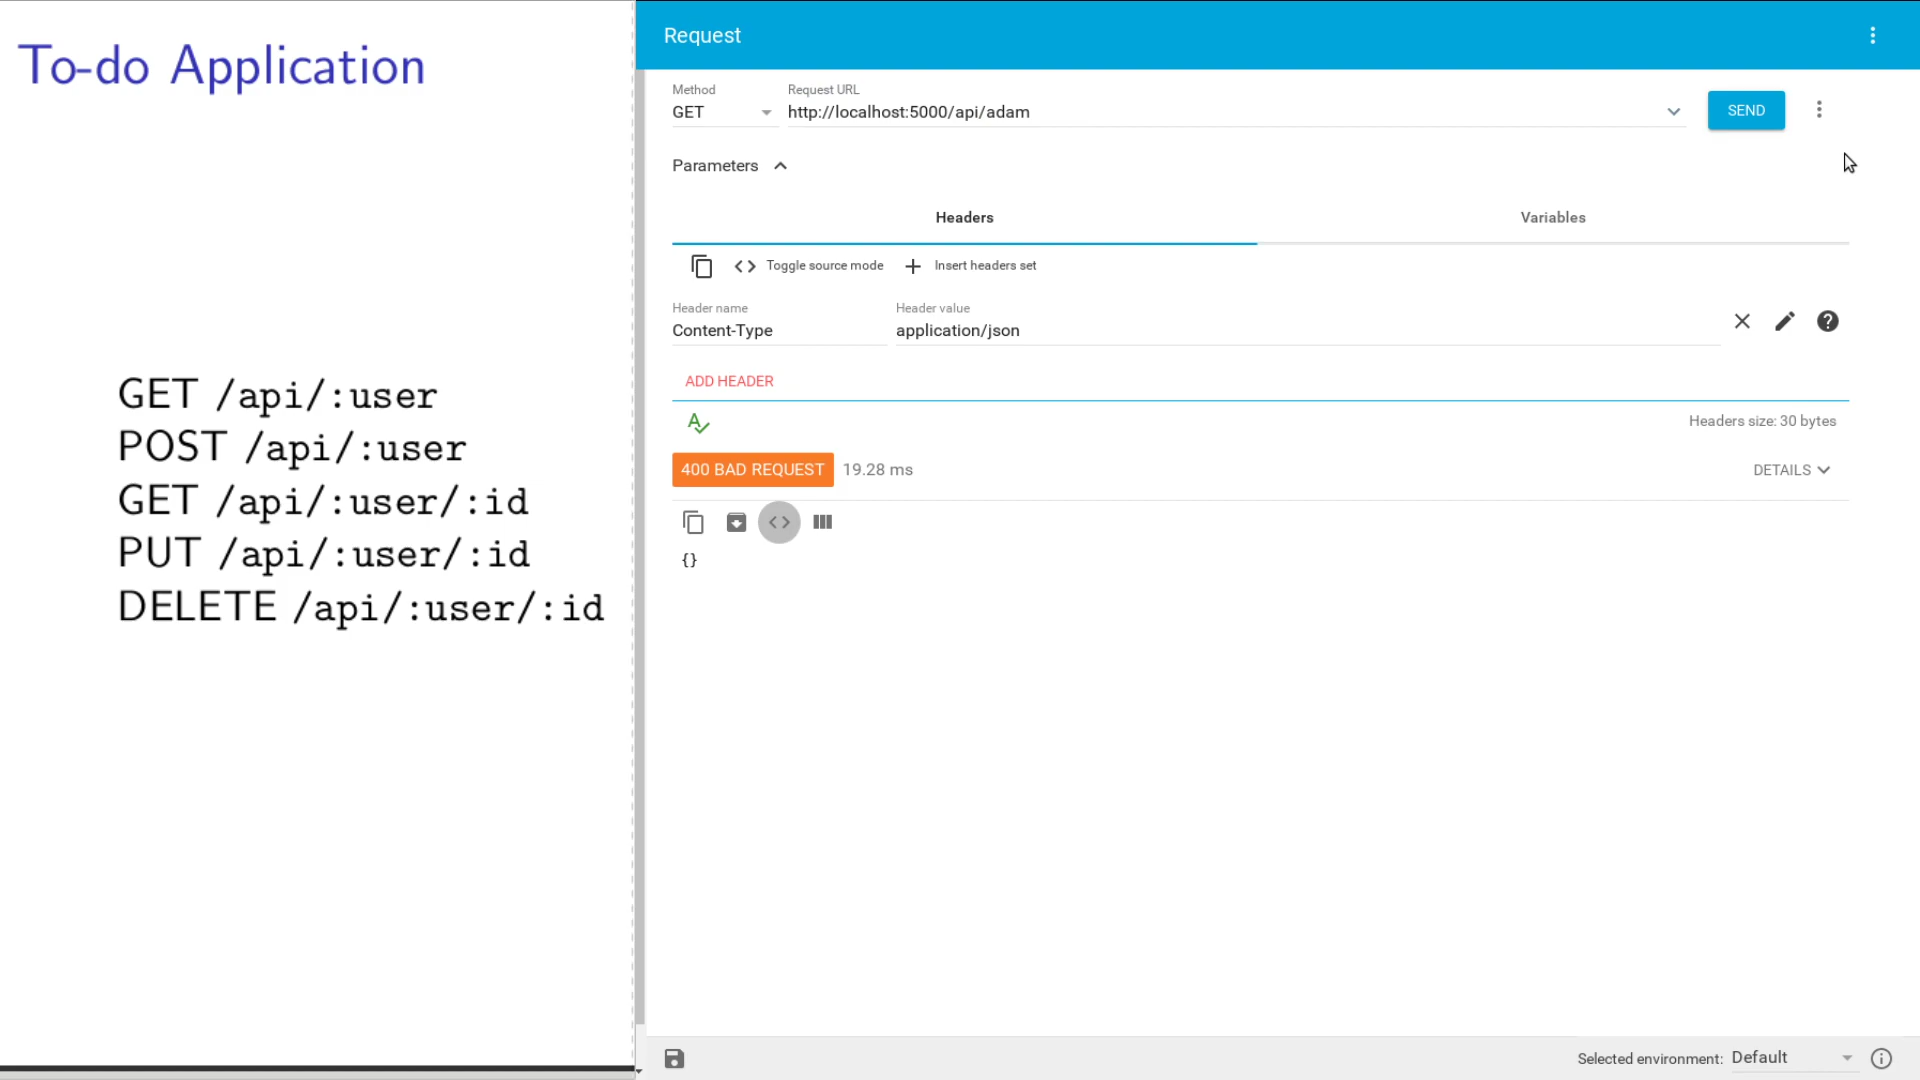 To-do Application
GET /api/:user
POST /api/:user
GET /api/:user/:id
PUT /api/:user/:id
DELETE /api/:user/:id
Request
Method
GET
Request URL
http://localhost:5000/api/adam
SEND
Parameters
Headers
Variables
Toggle source mode
Insert headers set
Header name
Content-Type
Header value
application/json
ADD HEADER
Headers size: 30 bytes
400 BAD REQUEST
19.28 ms
DETAILS
{}
Selected environment: Default